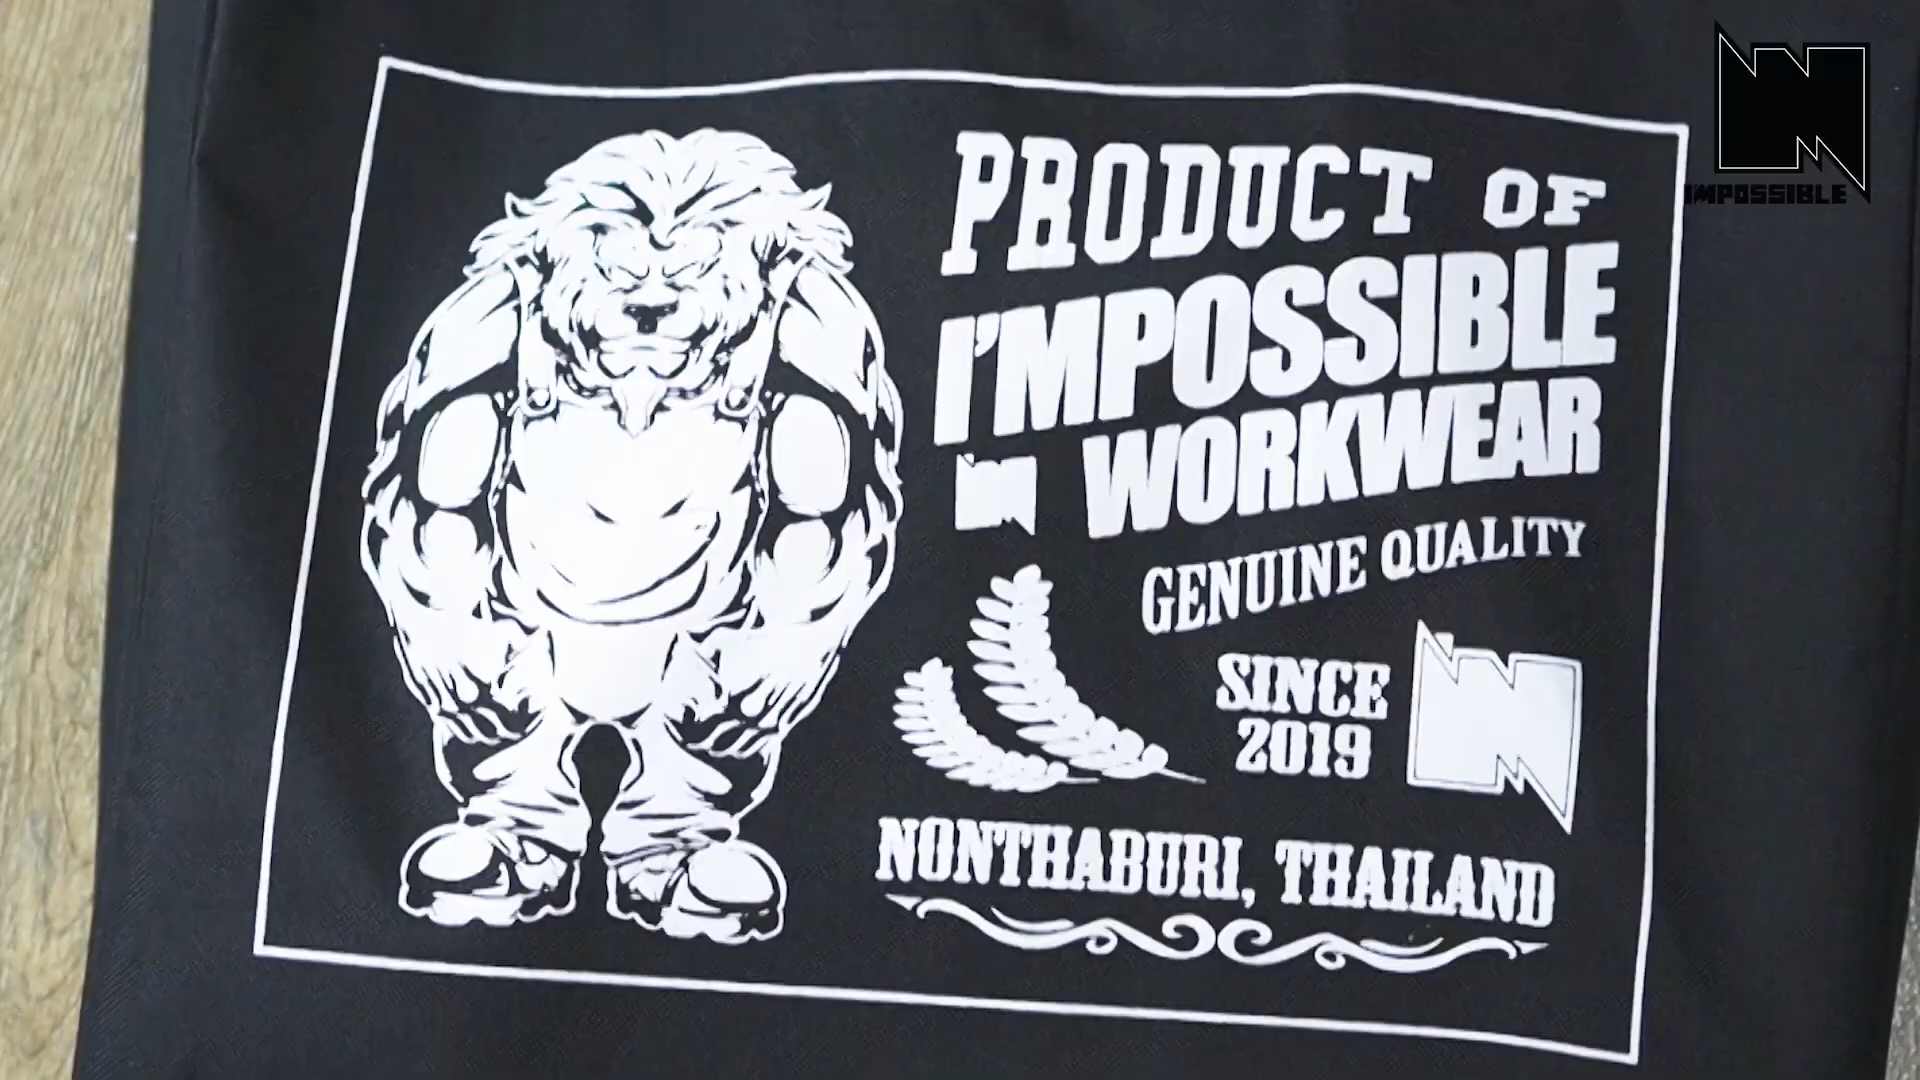 PRODUCT OF
I'MPOSSIBLE
WORKWEAR
GENUINE QUALITY
SINCE
2019
NONTHABURI, THAILAND
IMPOSSIBLE